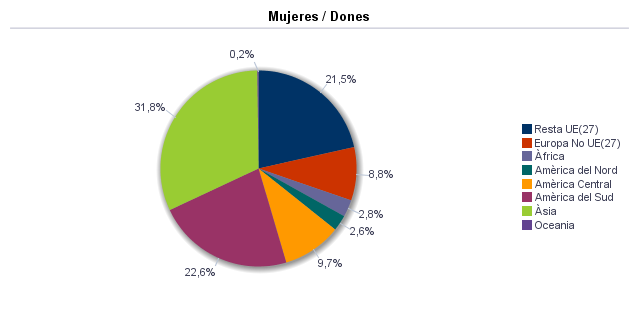 Mujeres / Dones
0,2%
21,5%
31,8%
8,8%
2,8%
2,6%
9,7%
22,6%
Resta UE(27)
Europa No UE(27)
Àfrica
Amèrica del Nord
Amèrica Central
Amèrica del Sud
Àsia
Oceania